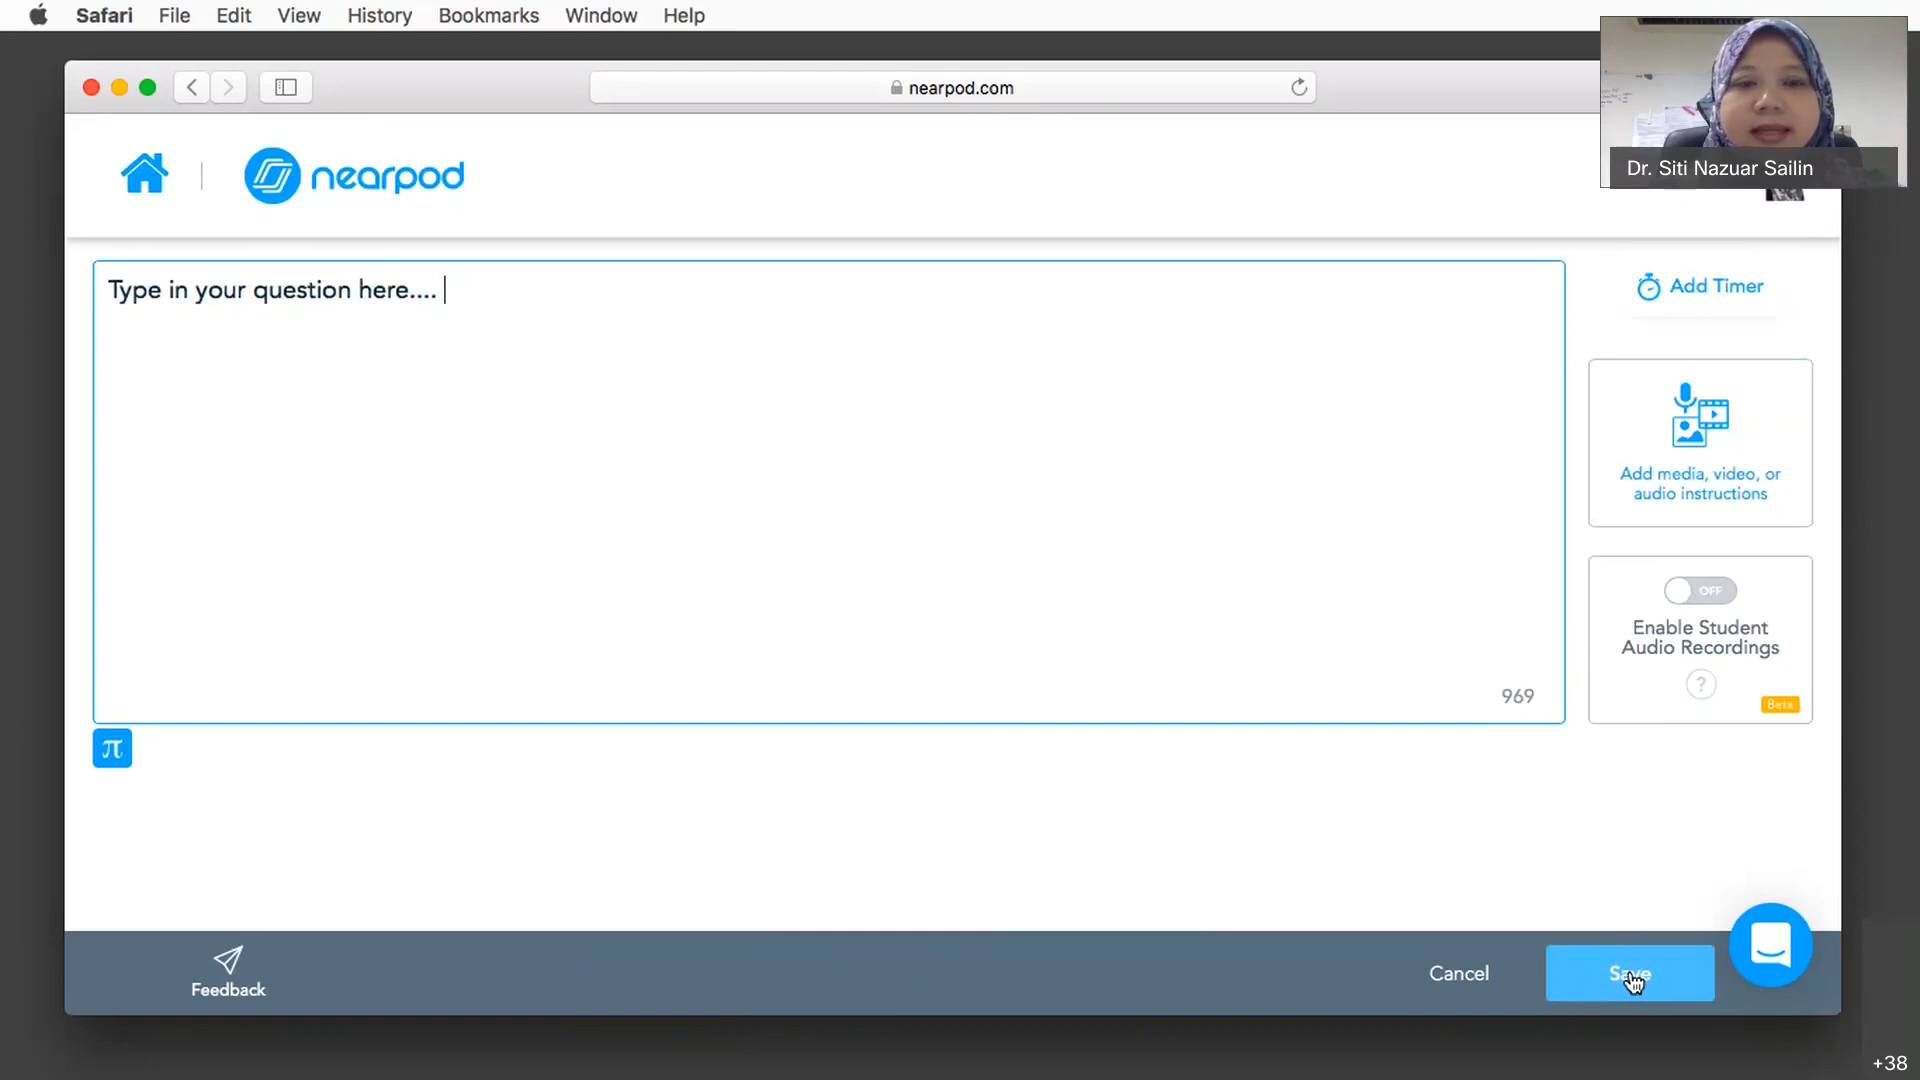 Safari File Edit View History Bookmarks Window Help
nearpod.com
nearpod
Dr. Siti Nazuar Sailin
Type in your question here....
Add Timer
Add media, video, or
audio instructions
OFF
Enable Student
Audio Recordings
?
Beta
969
π
Feedback
Cancel
Save
+38